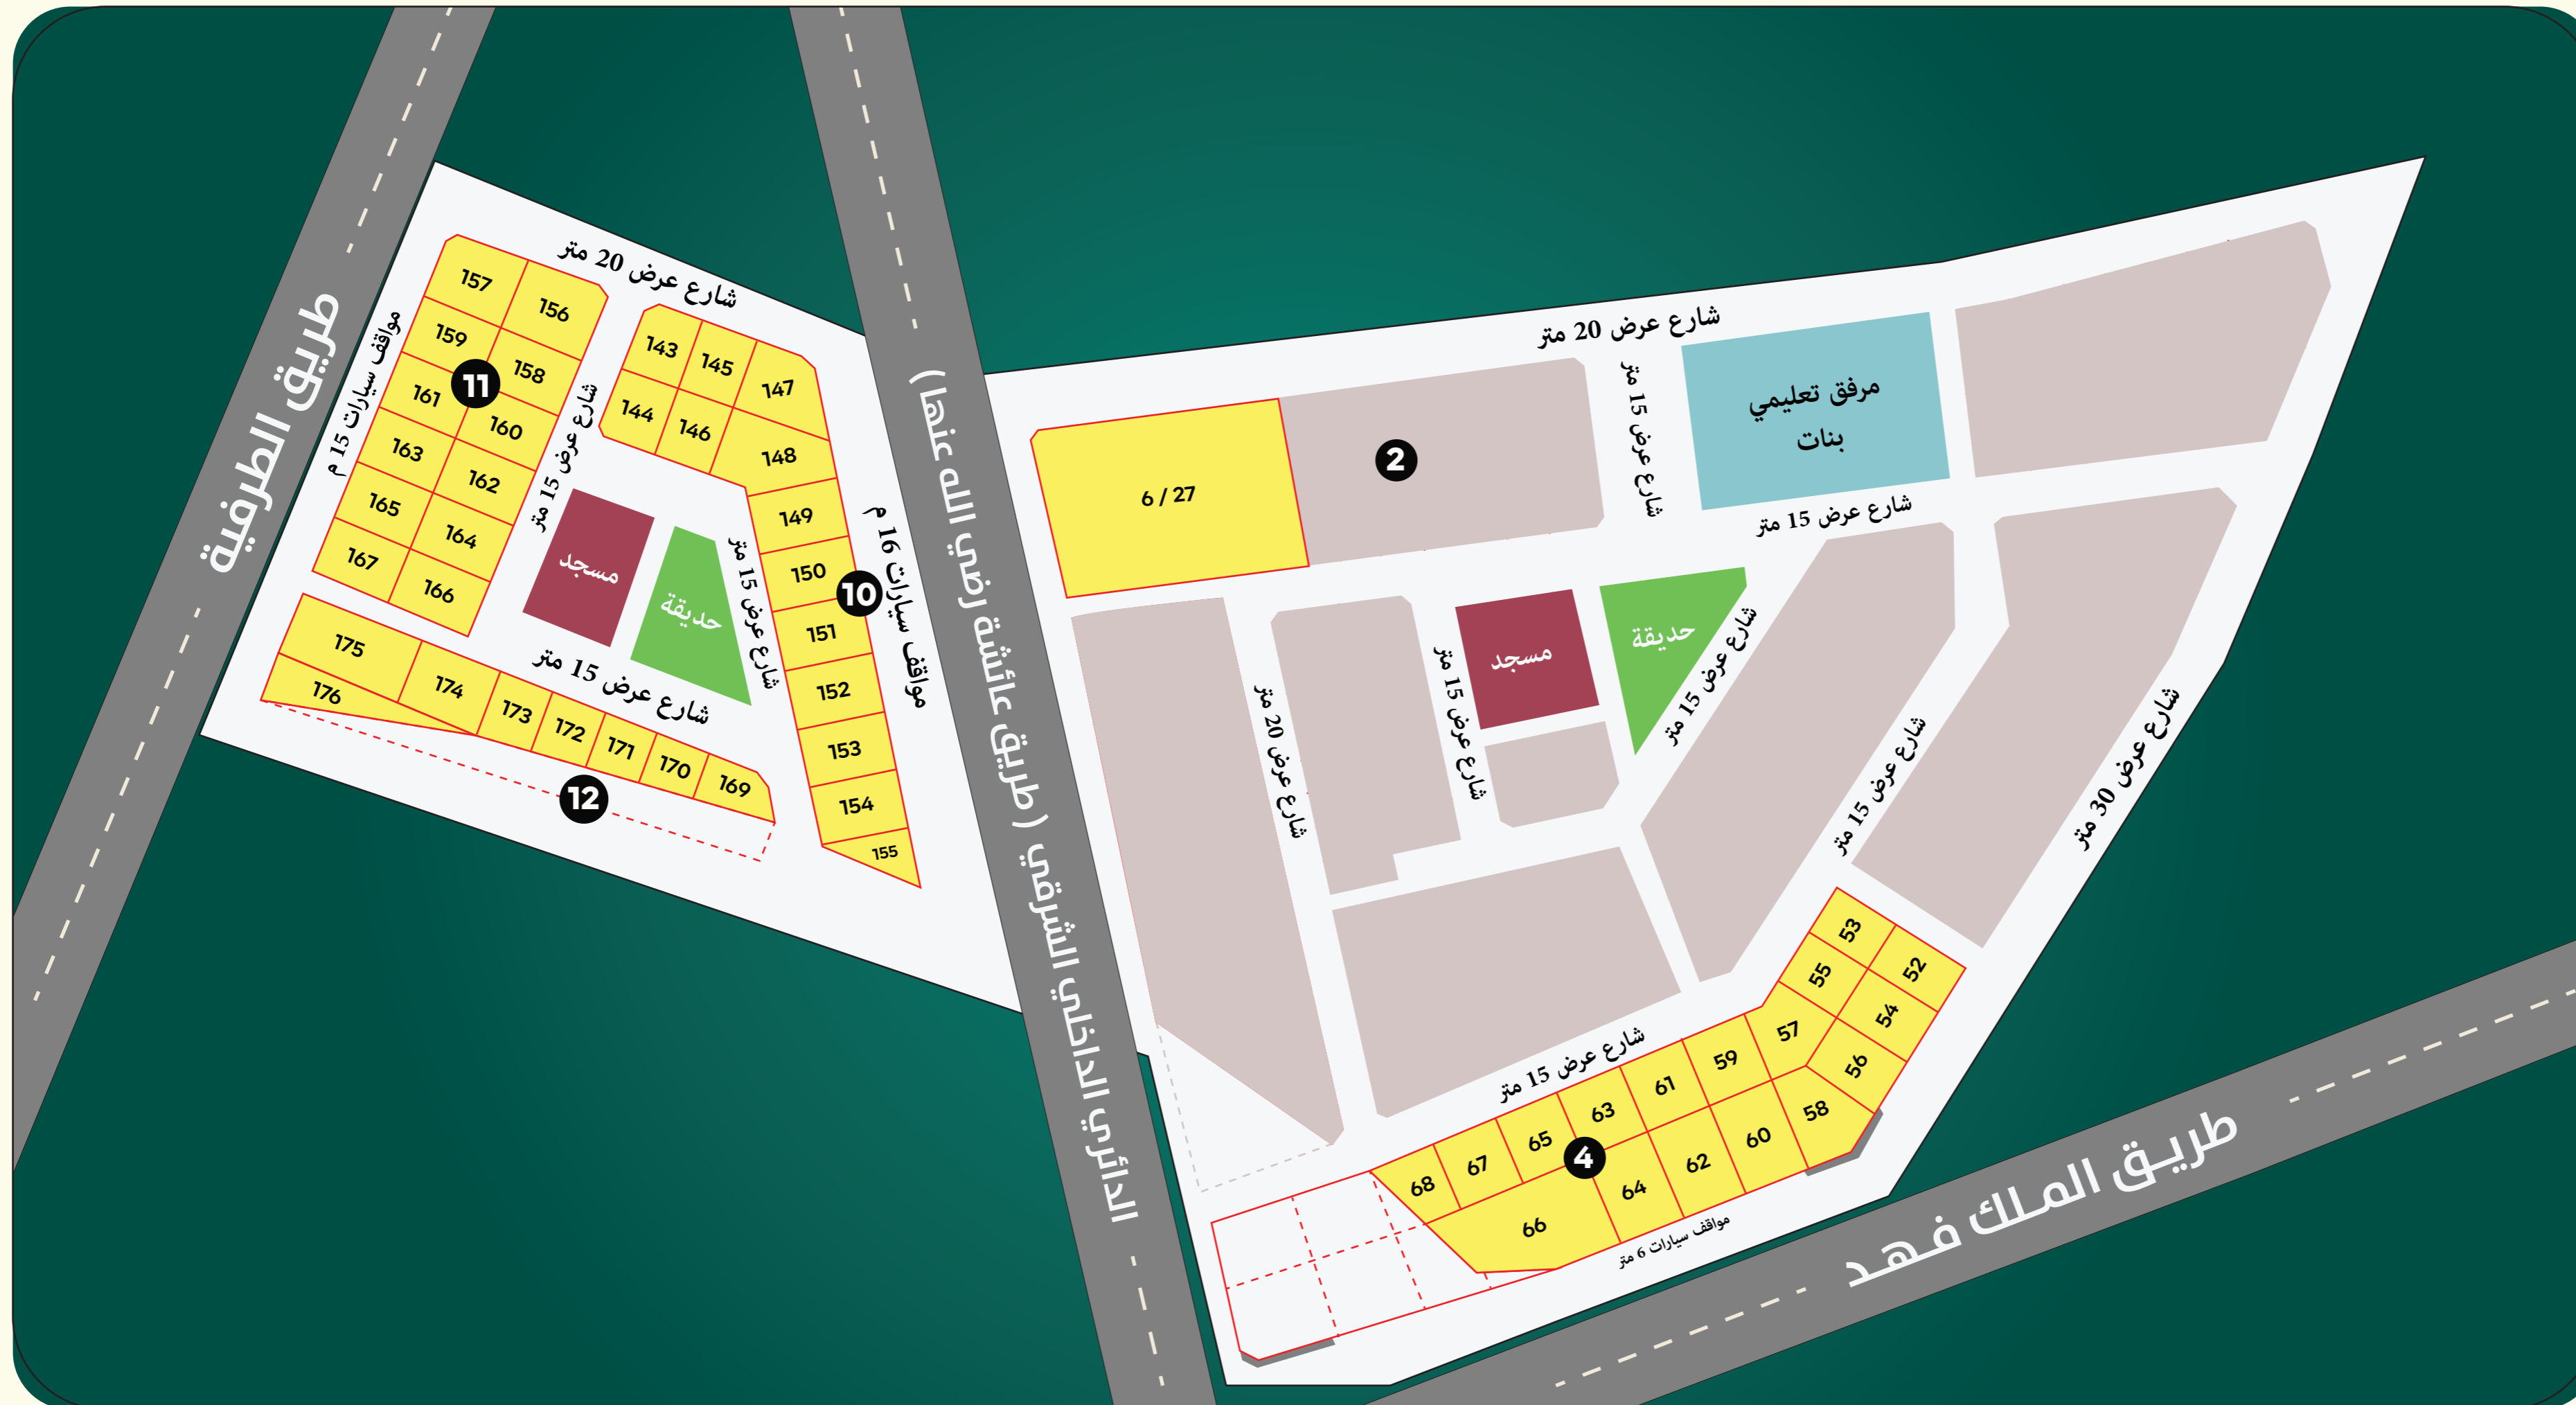 طريق الطرفية
مواقف سيارات 15 م
شارع عرض 20 متر
157
156
159
158
11
161
160
163
162
165
164
167
166
شارع عرض 15 متر
143
145
147
144
146
148
149
150
10
151
152
153
154
155
مسجد
حديقة
شارع عرض 15 متر
مواقف سيارات 16 م
شارع عرض 15 متر
175
176
174
173
172
171
170
169
12
الدائري الداخلي الشرقي ( طريق عائشة رضي الله عنها)
شارع عرض 20 متر
6 / 27
2
شارع عرض 15 متر
مرفق تعليمي
بنات
شارع عرض 15 متر
شارع عرض 20 متر
شارع عرض 15 متر
مسجد
حديقة
شارع عرض 15 متر
شارع عرض 15 متر
شارع عرض 30 متر
شارع عرض 15 متر
53
52
55
54
57
56
59
58
61
60
63
62
65
4
64
67
68
66
مواقف سيارات 6 متر
طريق الملك فهد